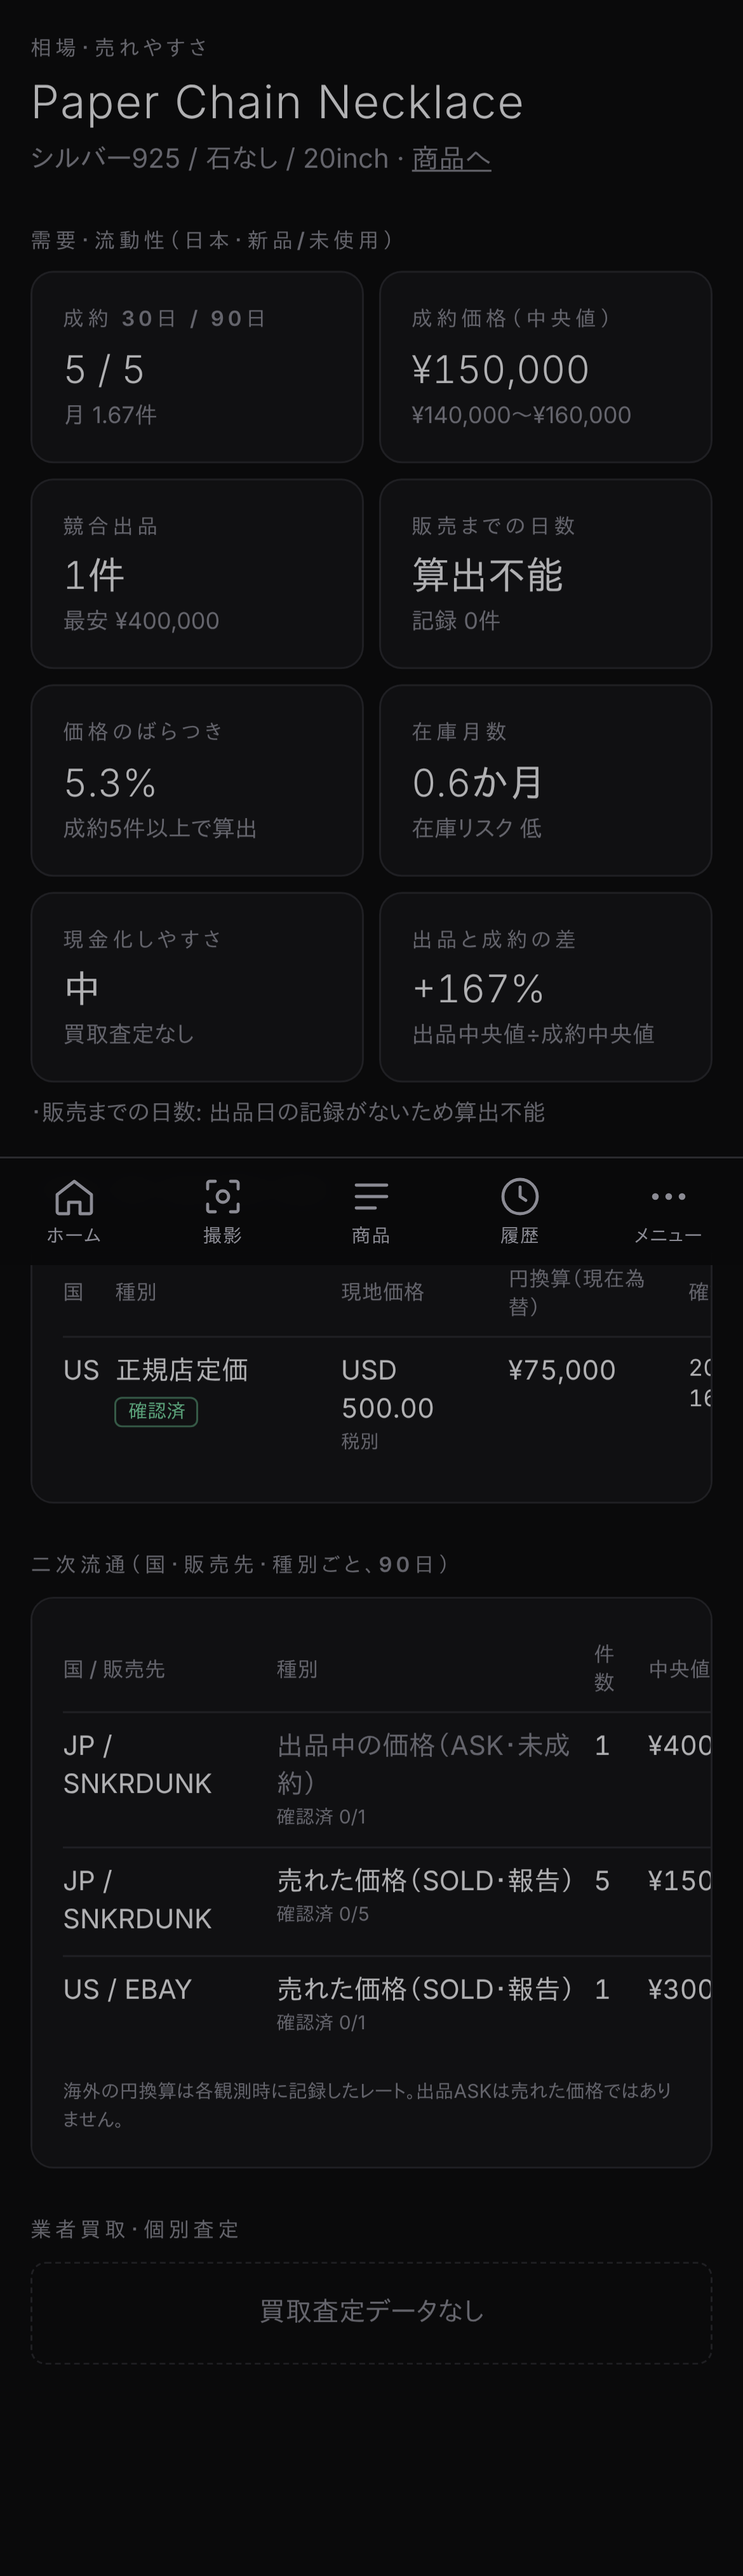 相場・売れやすさ
Paper Chain Necklace
シルバー925 / 石なし / 20inch · 商品へ
需要・流動性（日本・新品/未使用）
成約 30日 / 90日
5 / 5
月 1.67件
成約価格（中央値）
¥150,000
¥140,000〜¥160,000
競合出品
1件
最安 ¥400,000
販売までの日数
算出不能
記録 0件
価格のばらつき
5.3%
成約5件以上で算出
在庫月数
0.6か月
在庫リスク 低
現金化しやすさ
中
買取査定なし
出品と成約の差
+167%
出品中央値÷成約中央値
・販売までの日数: 出品日の記録がないため算出不能
ホーム
撮影
商品
履歴
メニュー
国
種別
現地価格
円換算（現在為
替）
確
US
正規店定価
確認済
USD
500.00
税別
¥75,000
20
16
二次流通（国・販売先・種別ごと、90日）
国 / 販売先
種別
件
数
中央値
JP /
SNKRDUNK
出品中の価格（ASK・未成
約）
確認済 0/1
1
¥400
JP /
SNKRDUNK
売れた価格（SOLD・報告）
確認済 0/5
5
¥150
US / EBAY
売れた価格（SOLD・報告）
確認済 0/1
1
¥300
海外の円換算は各観測時に記録したレート。出品ASKは売れた価格ではあり
ません。
業者買取・個別査定
買取査定データなし